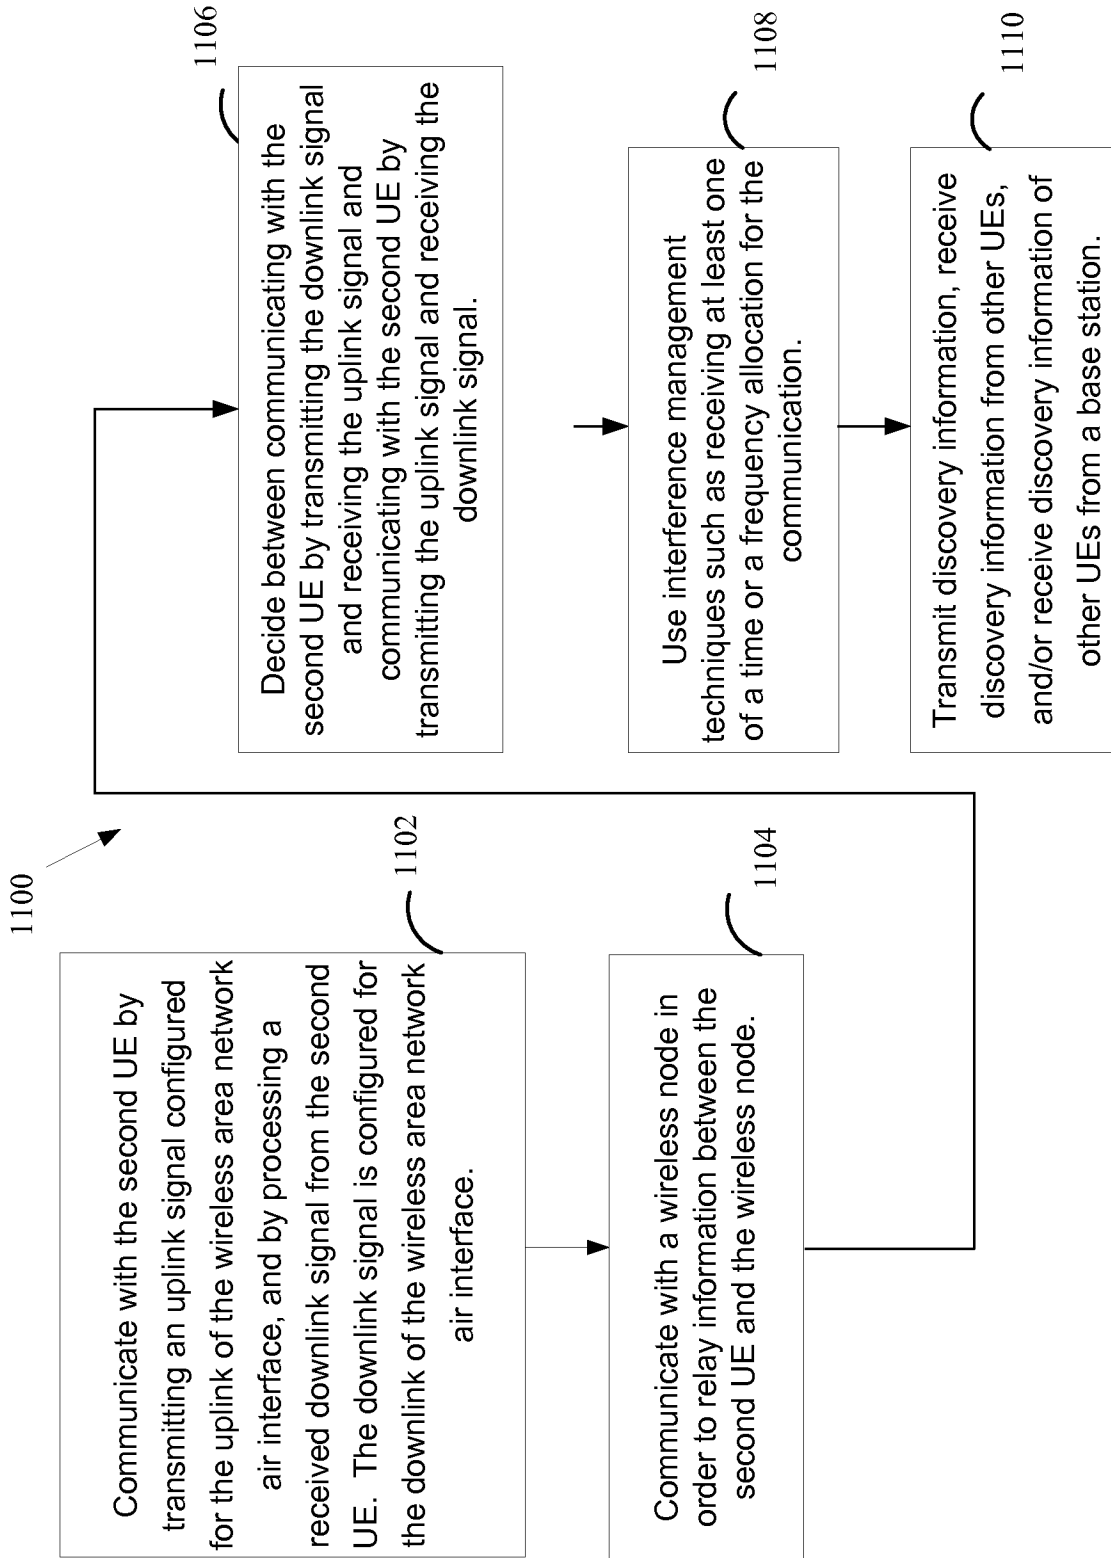 1100
Communicate with the second UE by
transmitting an uplink signal configured
for the uplink of the wireless area network
air interface, and by processing a
received downlink signal from the second
UE.  The downlink signal is configured for
the downlink of the wireless area network
air interface.
1102
Communicate with a wireless node in
order to relay information between the
second UE and the wireless node.
1104
Decide between communicating with the
second UE by transmitting the downlink signal
and receiving the uplink signal and
communicating with the second UE by
transmitting the uplink signal and receiving the
downlink signal.
1106
Use interference management
techniques such as receiving at least one
of a time or a frequency allocation for the
communication.
1108
Transmit discovery information, receive
discovery information from other UEs,
and/or receive discovery information of
other UEs from a base station.
1110